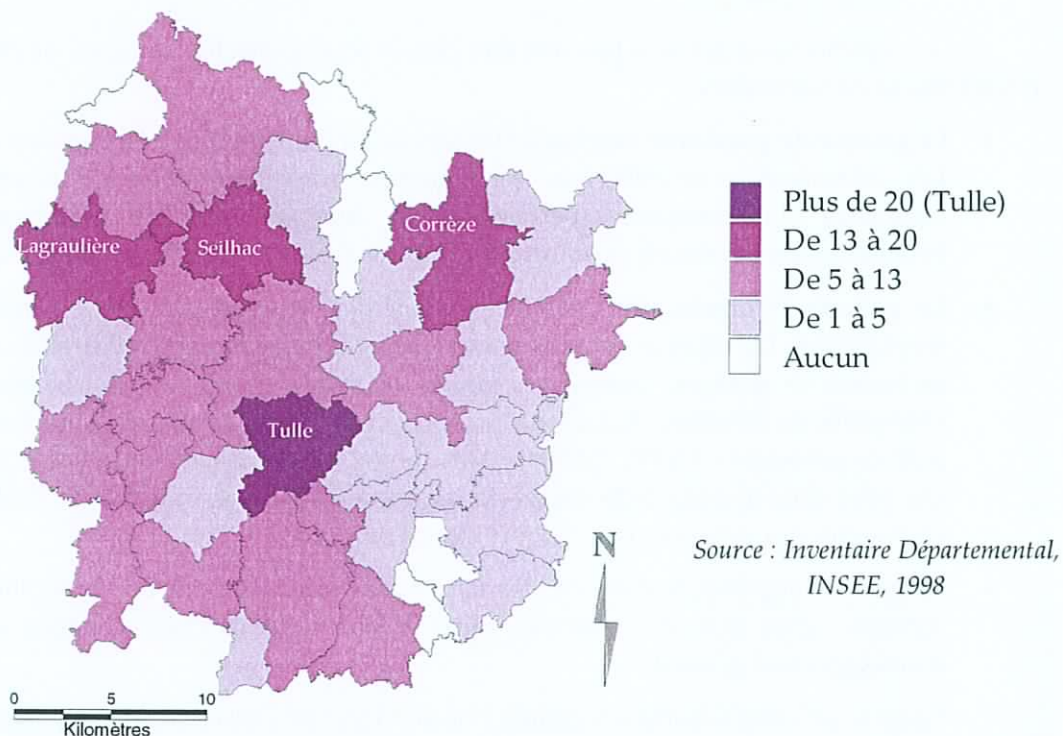 Lagraulière
Seilhac
Corrèze
Tulle
Plus de 20 (Tulle)
De 13 à 20
De 5 à 13
De 1 à 5
Aucun
N
Source : Inventaire Départemental,
INSEE, 1998
0 5 10
Kilomètres